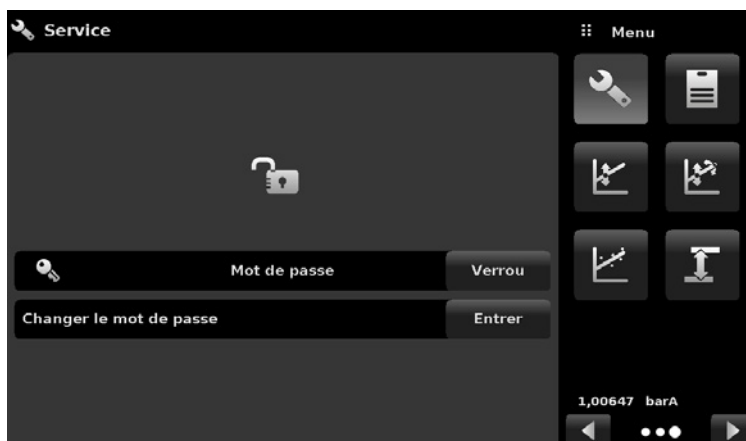 Service
Menu
Mot de passe
Verrou
Changer le mot de passe
Entrer
1,00647 barA